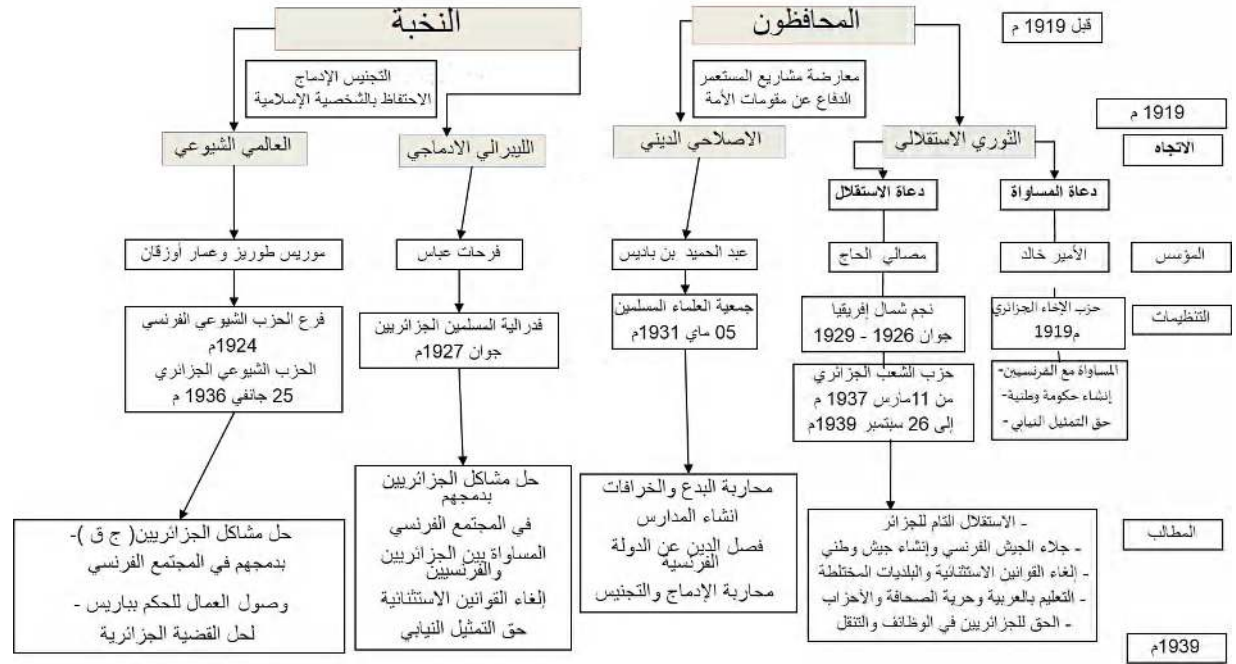 قبل 1919 م
المحافظون
النخبة
معارضة مشاريع المستعمر
الدفاع عن مقومات الأمة
التجنيس الإدماج
الاحتفاظ بالشخصية الإسلامية
1919 م
الاتجاه
الثوري الاستقلالي
الاصلاحي الديني
الليبرالي الادماجي
العالمي الشيوعي
دعاة المساواة
دعاة الاستقلال
المؤسس
الأمير خالد
مصالي الحاج
عبد الحميد بن باديس
فرحات عباس
موريس طوريز وعمار أوزقان
التنظيمات
حزب الإخاء الجزائري
1919م
نجم شمال إفريقيا
جوان 1926 - 1929
جمعية العلماء المسلمين
05 ماي 1931م
فدرالية المسلمين الجزائريين
جوان 1927م
فرع الحزب الشيوعي الفرنسي
1924م
الحزب الشيوعي الجزائري
25 جانفي 1936 م
المساواة مع الفرنسيين-
إنشاء حكومة وطنية-
حق التمثيل النيابي-
حزب الشعب الجزائري
من 11مارس 1937 م
إلى 26 سبتمبر 1939م
المطالب
- الاستقلال التام للجزائر
- جلاء الجيش الفرنسي وإنشاء جيش وطني
- إلغاء القوانين الاستثنائية والبلديات المختلطة
- التعليم بالعربية وحرية الصحافة والأحزاب
- الحق للجزائريين في الوظائف والتنقل
محاربة البدع والخرافات
انشاء المدارس
فصل الدين عن الدولة
الفرنسية
محاربة الإدماج والتجنيس
حل مشاكل الجزائريين
بدمجهم
في المجتمع الفرنسي
المساواة بين الجزائريين
والفرنسيين
إلغاء القوانين الاستثنائية
حق التمثيل النيابي
حل مشاكل الجزائريين( ج ق )-
بدمجهم في المجتمع الفرنسي
وصول العمال للحكم بباريس -
لحل القضية الجزائرية
1939م